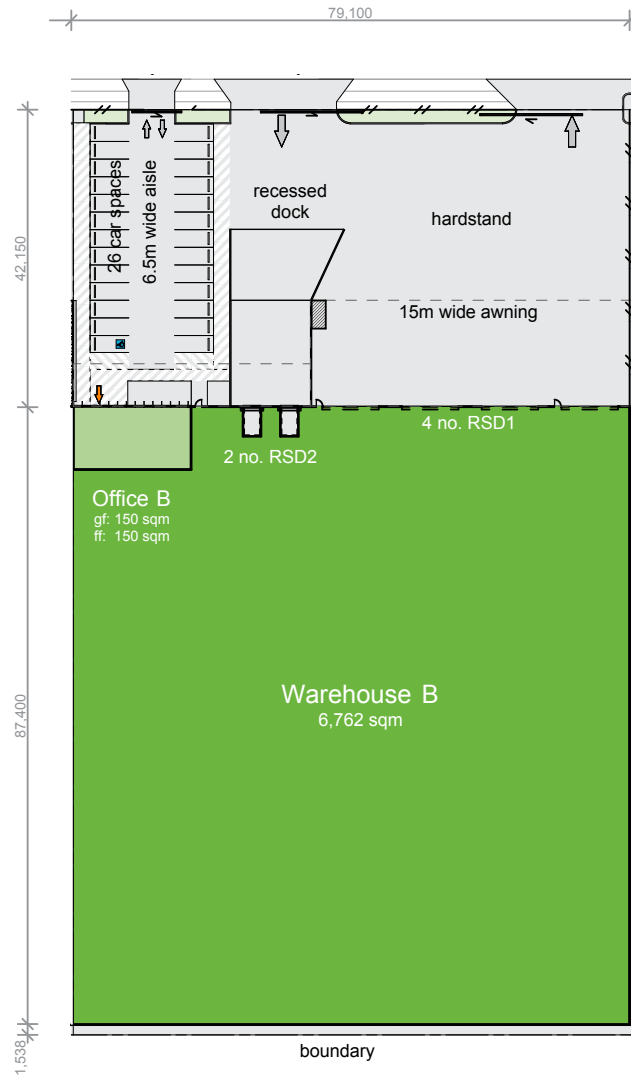 79,100
42,150
26 car spaces
6.5m wide aisle
recessed
dock
hardstand
15m wide awning
4 no. RSD1
2 no. RSD2
Office B
gf: 150 sqm
ff: 150 sqm
Warehouse B
6,762 sqm
87,400
1,538
boundary